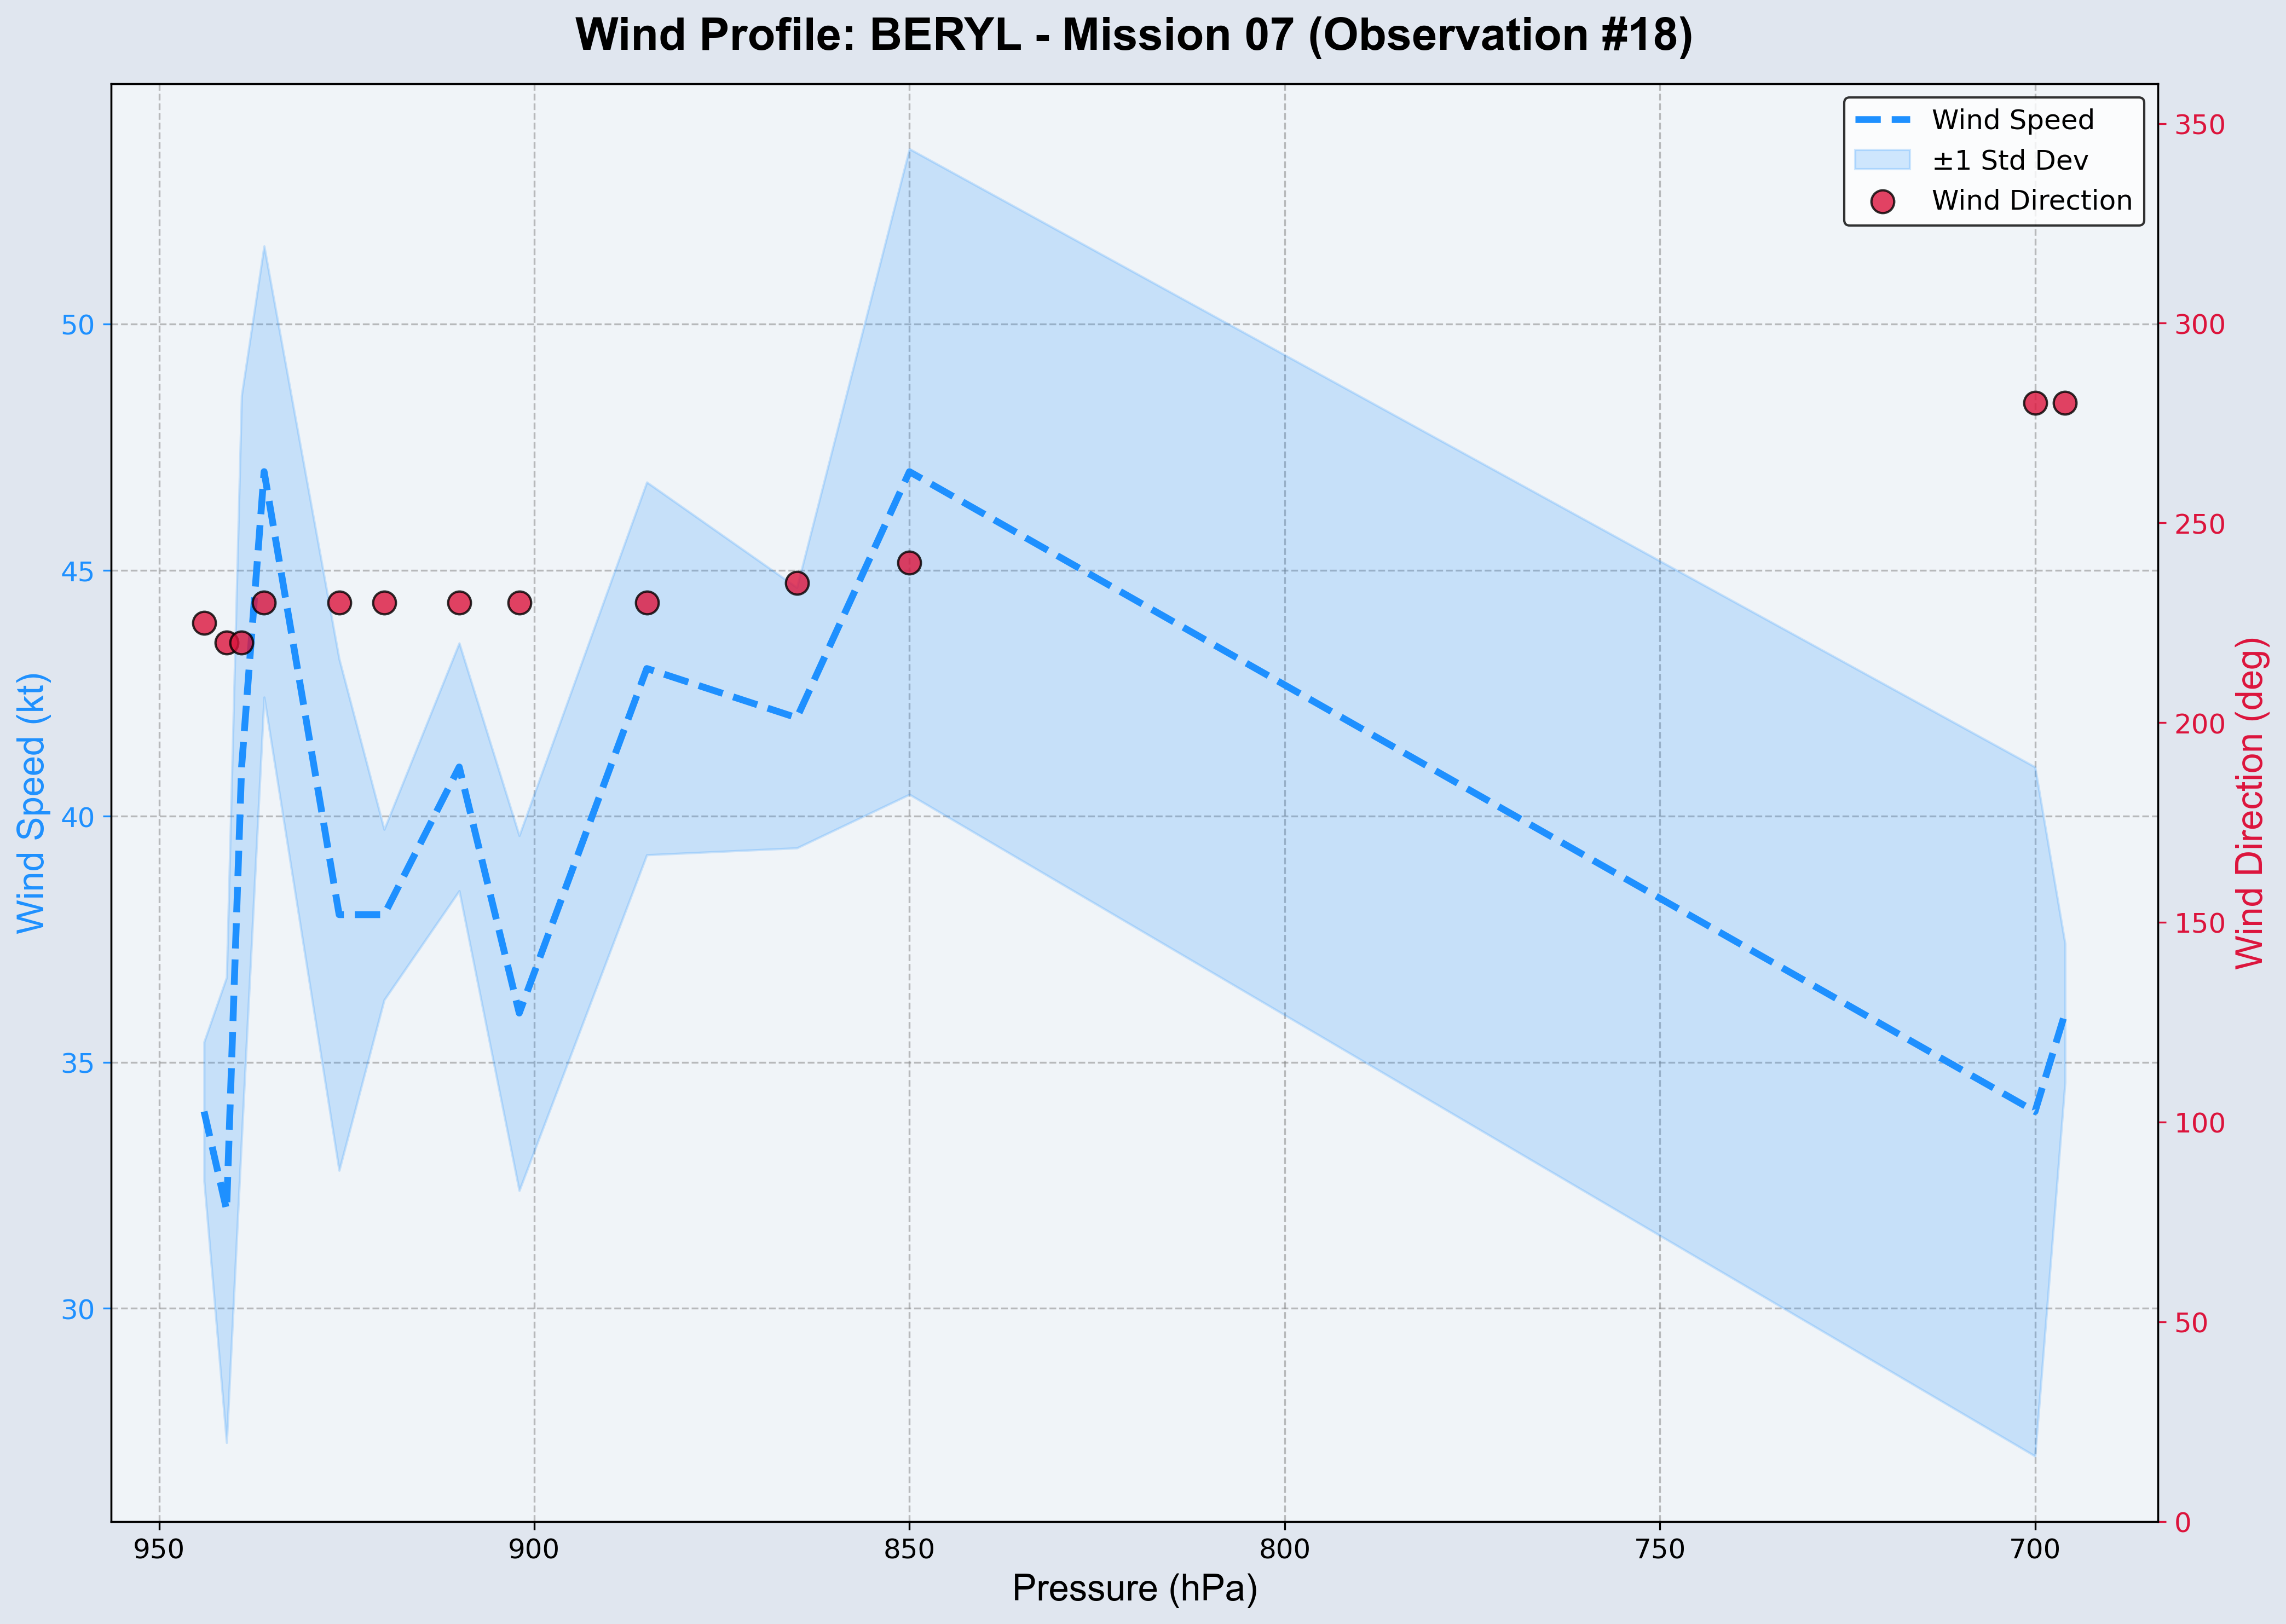 Wind Profile: BERYL - Mission 07 (Observation #18)
Wind Speed
±1 Std Dev
Wind Direction
50
45
40
35
30
Wind Speed (kt)
350
300
250
200
150
100
50
0
Wind Direction (deg)
950
900
850
800
750
700
Pressure (hPa)